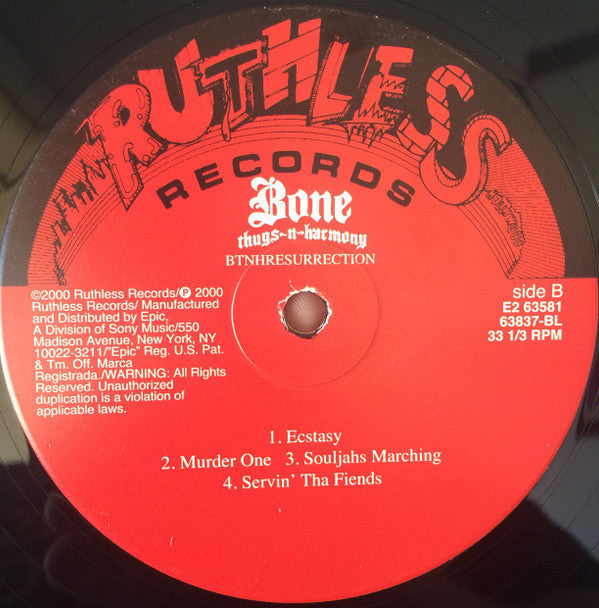 RUTHLESS
RECORDS
Bone
thugs~n~harmony
BTNHRESURRECTION
©2000 Ruthless Records/Ⓟ 2000
Ruthless Records/ Manufactured
and Distributed by Epic,
A Division of Sony Music/550
Madison Avenue, New York, NY
10022-3211/"Epic" Reg. U.S. Pat.
& Tm. Off. Marca
Registrada./WARNING: All Rights
Reserved. Unauthorized
duplication is a violation of
applicable laws.
side B
E2 63581
63837-BL
33 1/3 RPM
1. Ecstasy
2. Murder One 3. Souljahs Marching
4. Servin' Tha Fiends